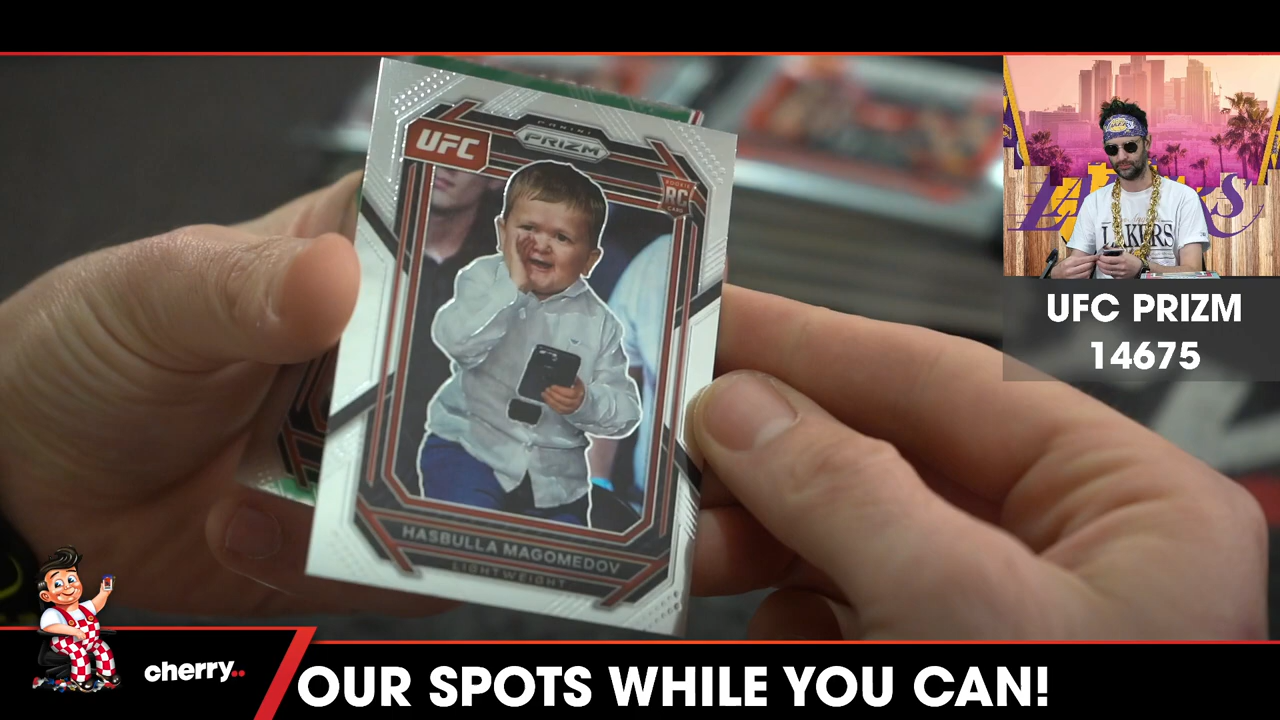 PANINI
PRIZM
UFC
ROOKIE
RC
CARD
HASBULLA MAGOMEDOV
LIGHTWEIGHT
LAKERS
LAKERS
UFC PRIZM
14675
cherry..
OUR SPOTS WHILE YOU CAN!